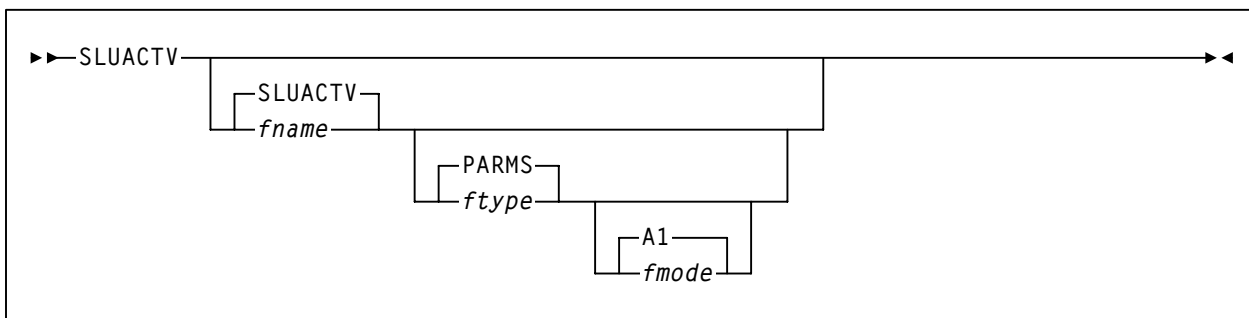 SLUACTV
SLUACTV
fname
PARMS
ftype
A1
fmode